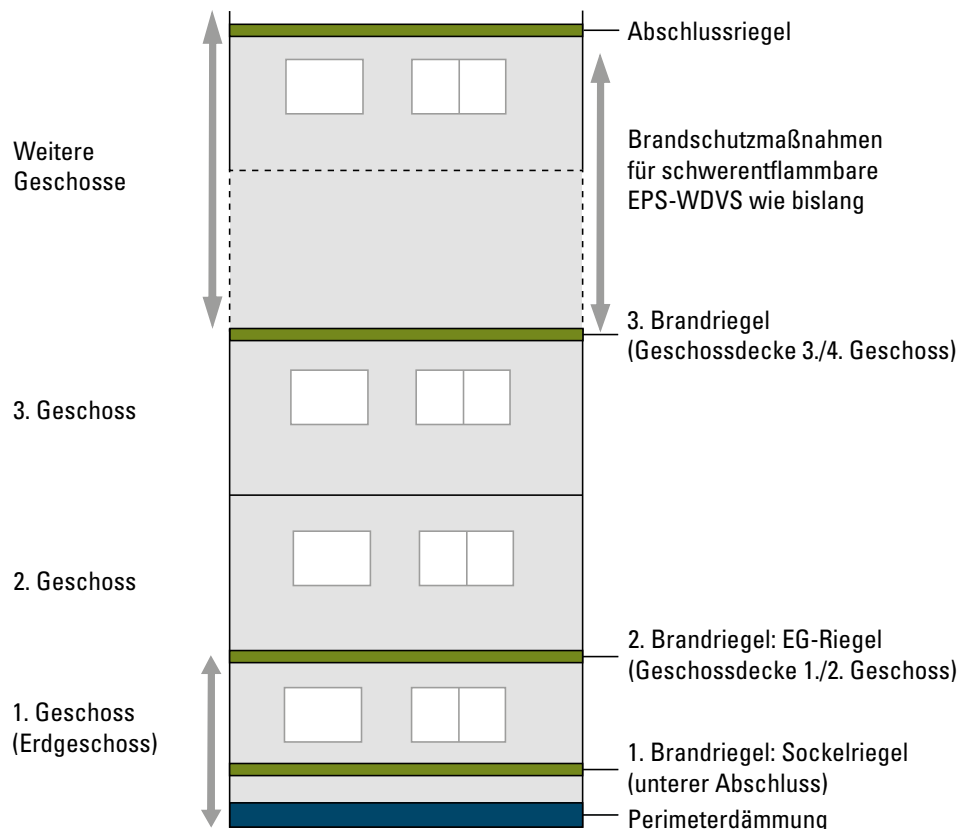 Abschlussriegel
Weitere
Geschosse
Brandschutzmaßnahmen
für schwerentflammbare
EPS-WDVS wie bislang
3. Brandriegel
(Geschossdecke 3./4. Geschoss)
3. Geschoss
2. Geschoss
2. Brandriegel: EG-Riegel
(Geschossdecke 1./2. Geschoss)
1. Geschoss
(Erdgeschoss)
1. Brandriegel: Sockelriegel
(unterer Abschluss)
Perimeterdämmung